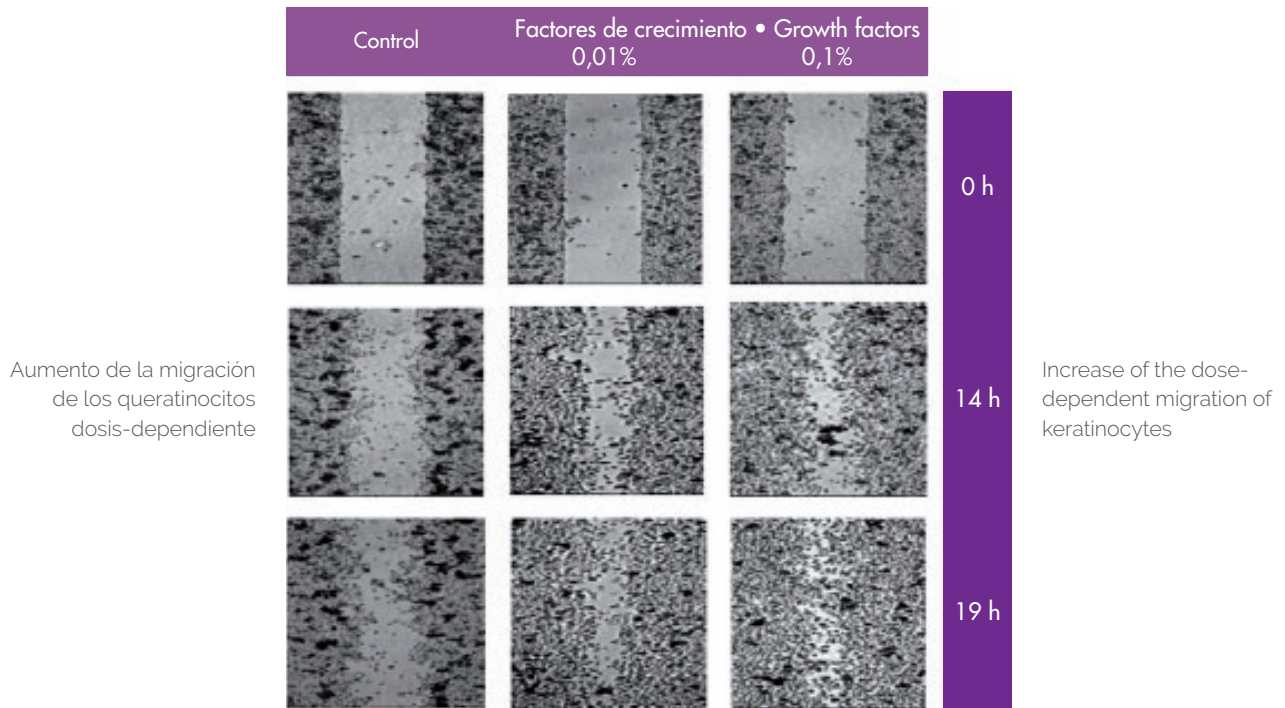 Control
Factores de crecimiento • Growth factors
0,01%
0,1%
0 h
Aumento de la migración
de los queratinocitos
dosis-dependiente
14 h
Increase of the dose-
dependent migration of
keratinocytes
19 h